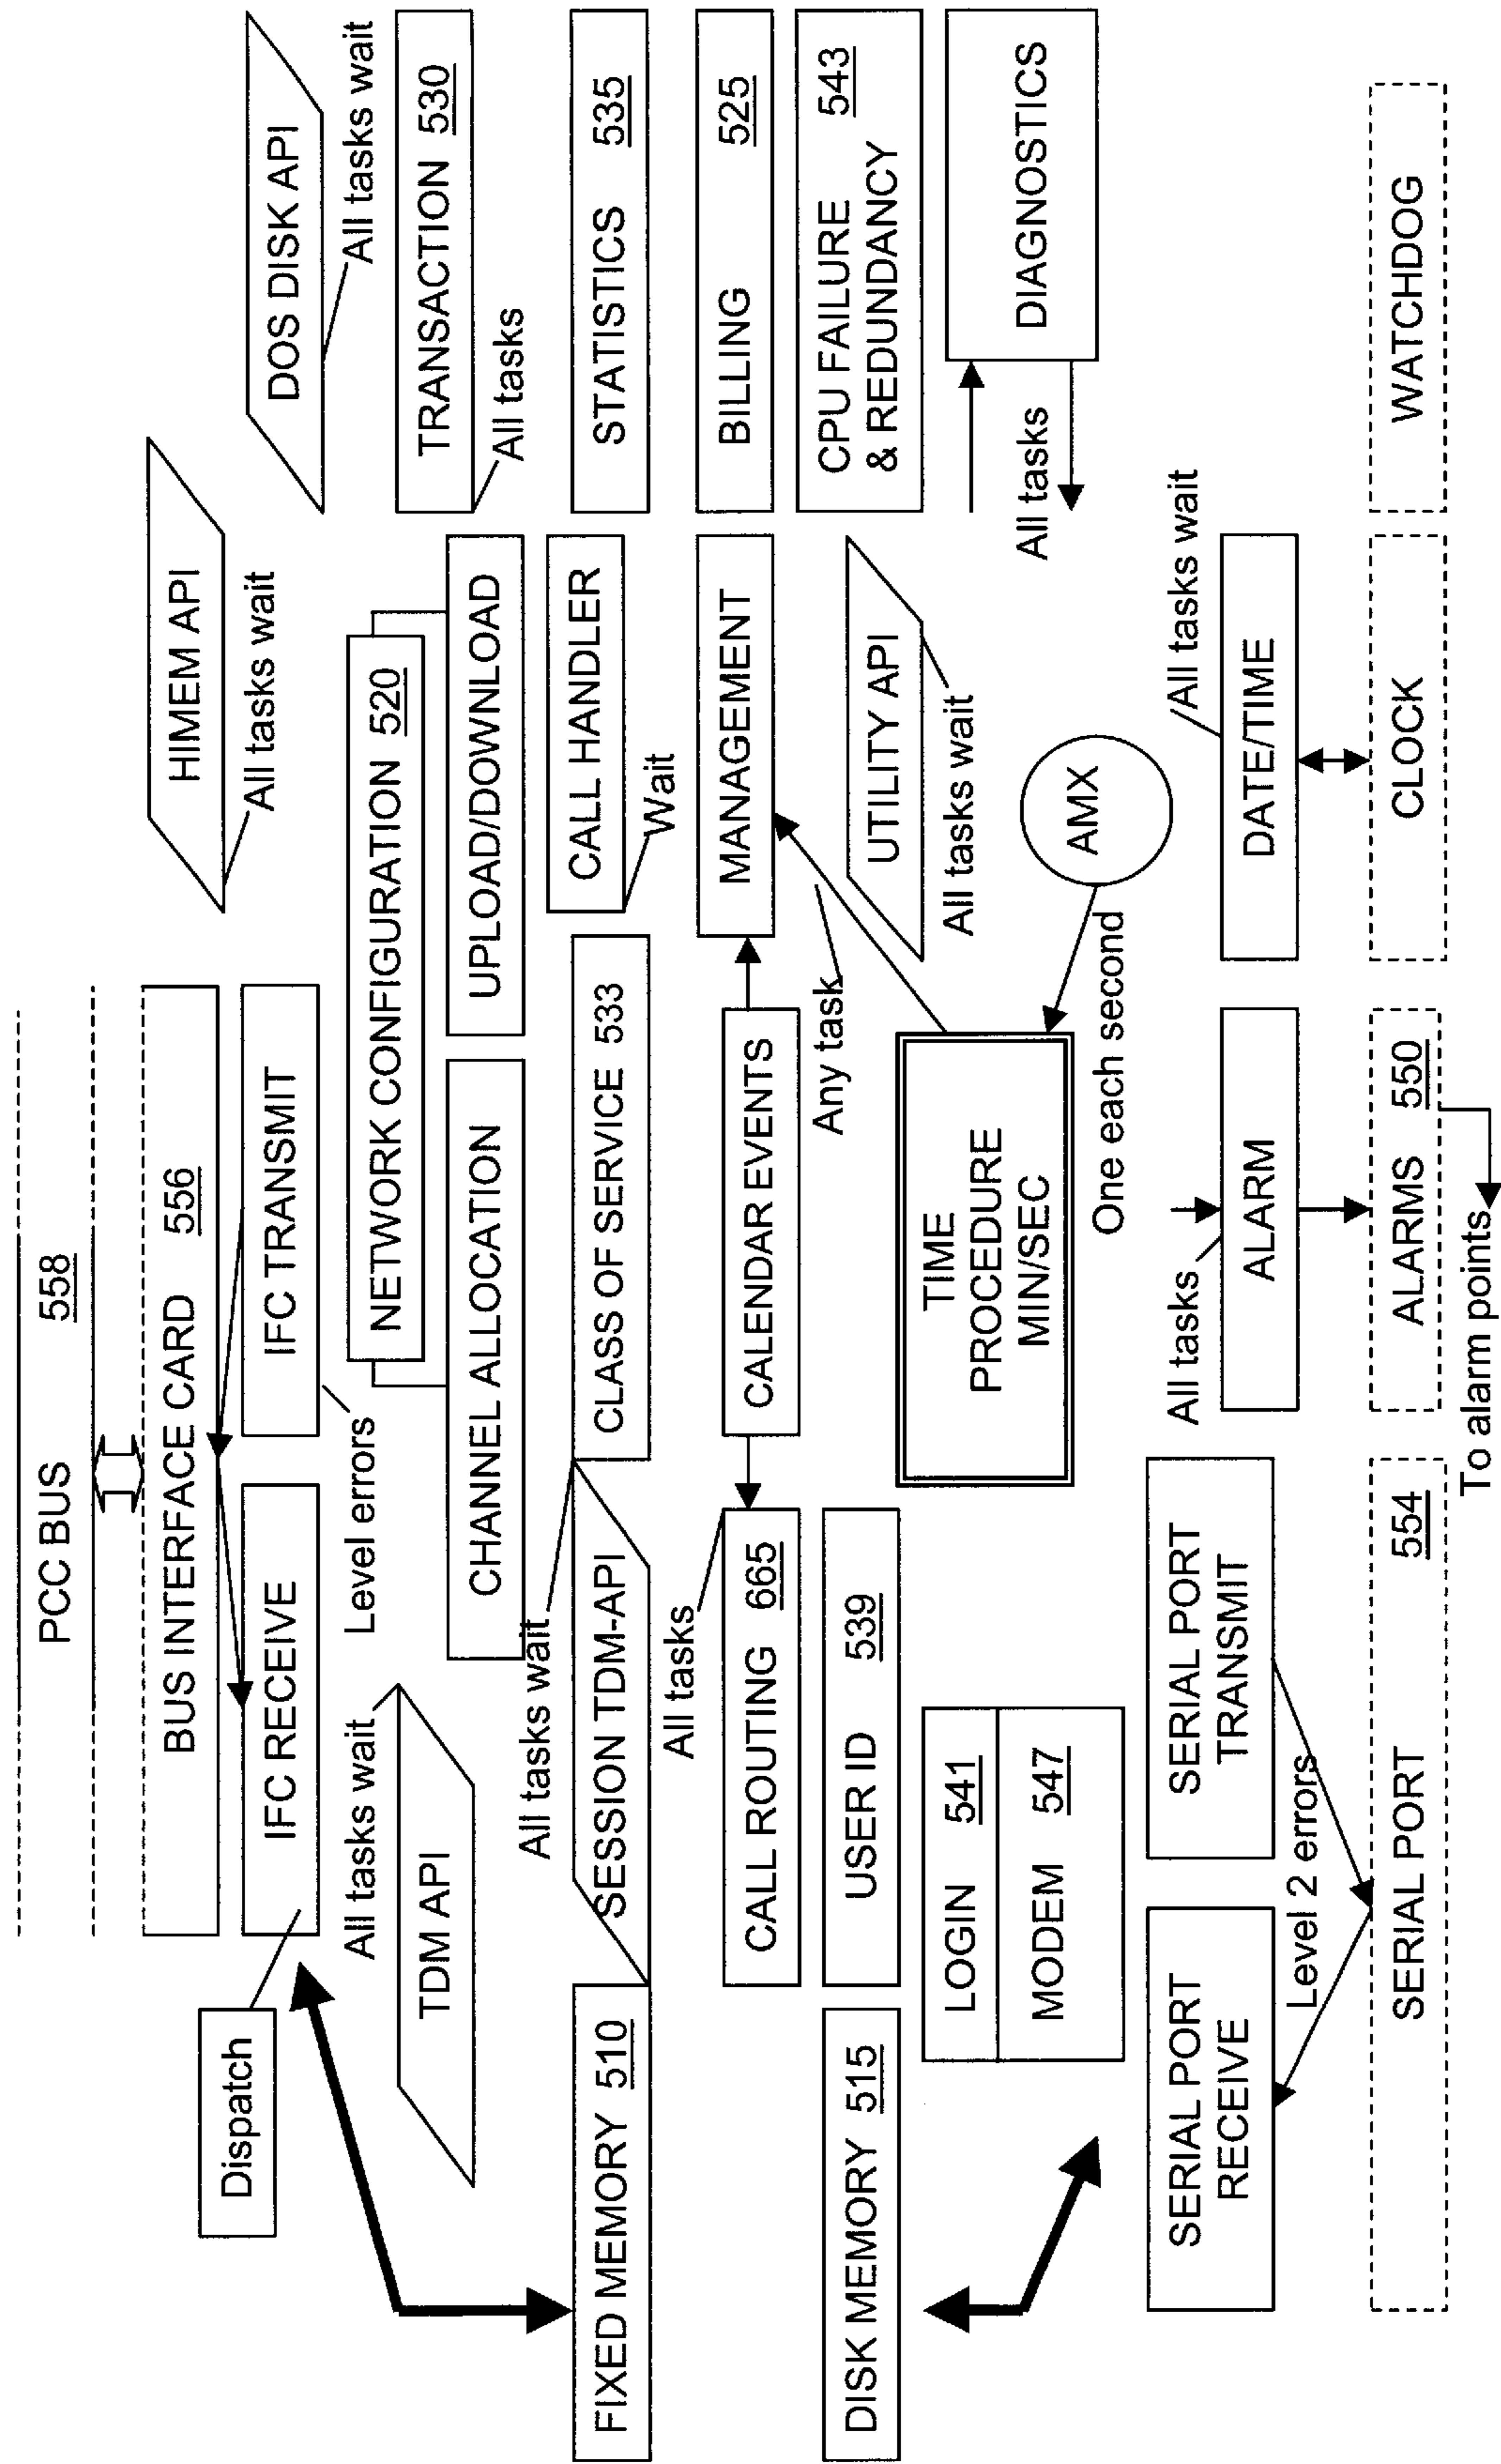 PCC BUS 558
BUS INTERFACE CARD 556
Dispatch
IFC RECEIVE
IFC TRANSMIT
HIMEM API
All tasks wait
DOS DISK API
All tasks wait
Level errors
All tasks wait
TDM API
NETWORK CONFIGURATION 520
CHANNEL ALLOCATION
UPLOAD/DOWNLOAD
TRANSACTION 530
All tasks
All tasks wait
FIXED MEMORY 510
SESSION TDM-API
CLASS OF SERVICE 533
CALL HANDLER
Wait
STATISTICS 535
All tasks
CALL ROUTING 665
CALENDAR EVENTS
MANAGEMENT
BILLING 525
Any task
DISK MEMORY 515
USER ID 539
UTILITY API
All tasks wait
CPU FAILURE 543
& REDUNDANCY
LOGIN 541
MODEM 547
TIME
PROCEDURE
MIN/SEC
AMX
One each second
DIAGNOSTICS
All tasks
SERIAL PORT
RECEIVE
SERIAL PORT
TRANSMIT
Level 2 errors
All tasks
ALARM
DATE/TIME
All tasks wait
SERIAL PORT 554
ALARMS 550
CLOCK
WATCHDOG
To alarm points